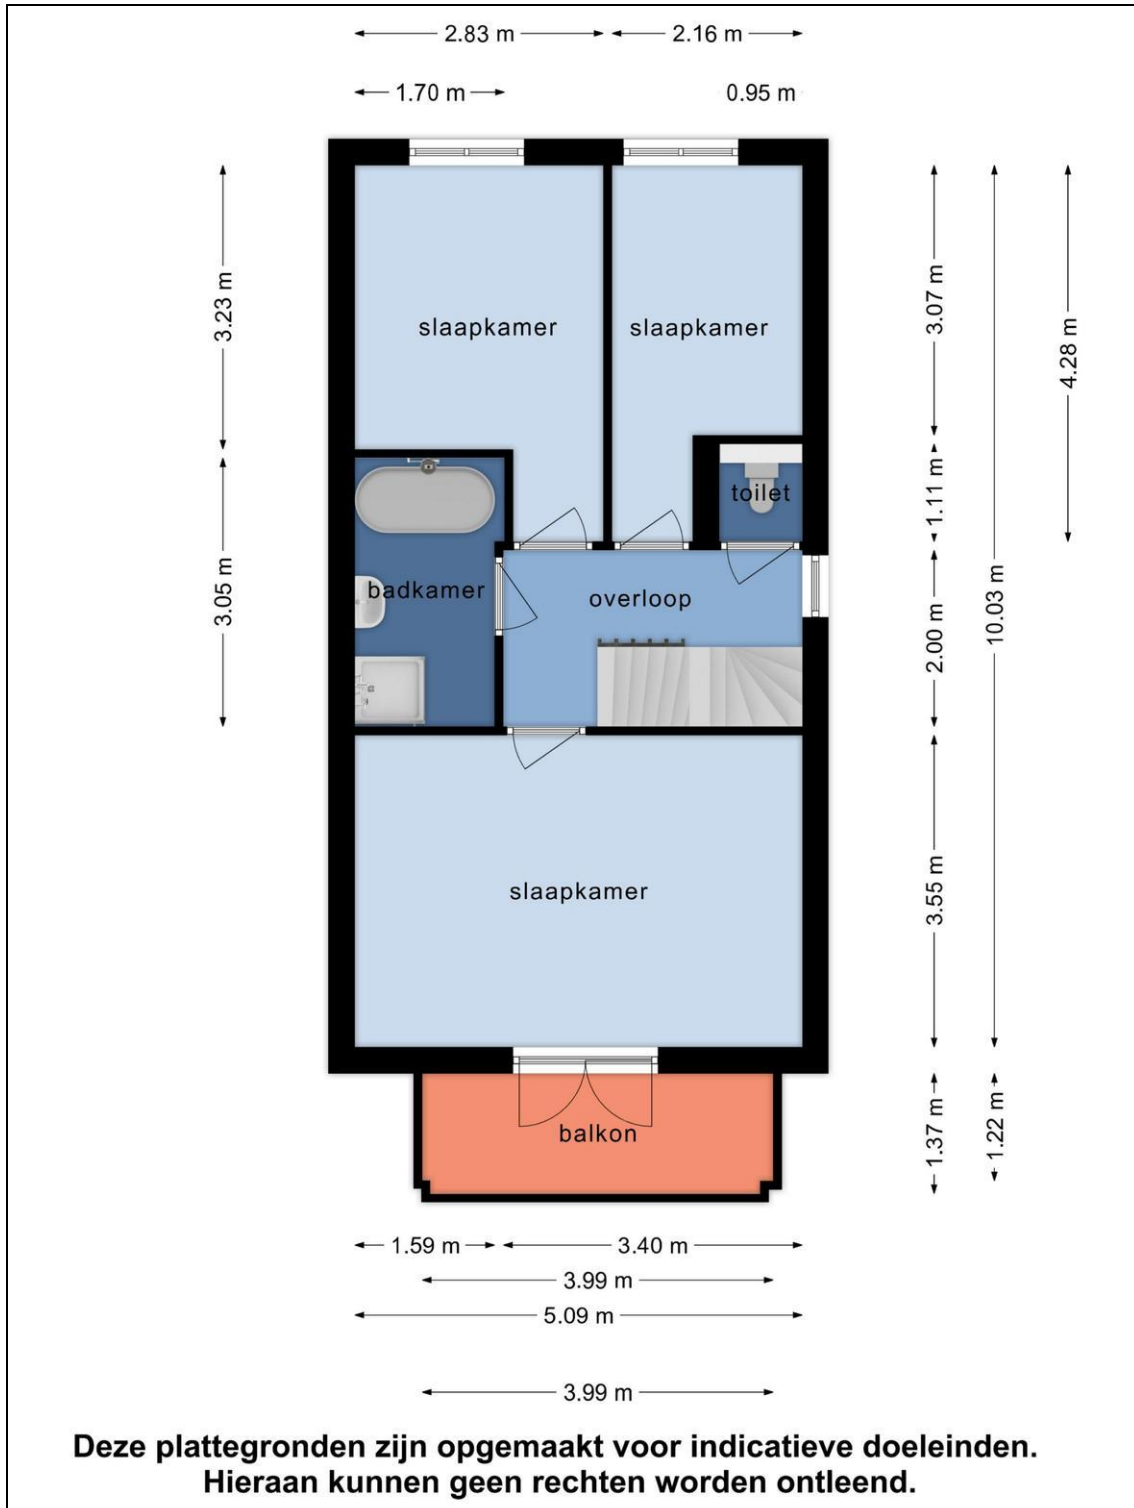 2.83 m
2.16 m
1.70 m
0.95 m
3.23 m
3.07 m
4.28 m
slaapkamer
slaapkamer
1.11 m
toilet
badkamer
overloop
3.05 m
2.00 m
10.03 m
slaapkamer
3.55 m
balkon
1.37 m
1.22 m
1.59 m
3.40 m
3.99 m
5.09 m
3.99 m
Deze plattegronden zijn opgemaakt voor indicatieve doeleinden.
Hieraan kunnen geen rechten worden ontleend.